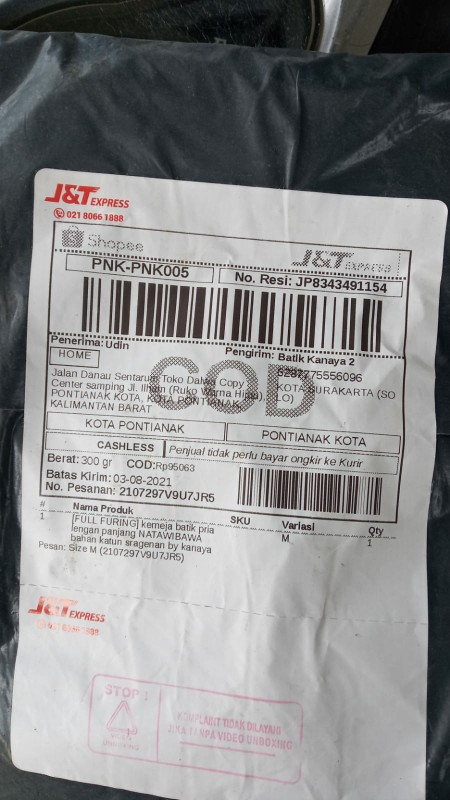 J&T EXPRESS
021 8066 1888
Shopee
J&T EXPRESS
PNK-PNK005
No. Resi: JP8343491154
Penerima: Udin
Pengirim: Batik Kanaya 2
HOME
6282775556096
Jalan Danau Sentarum Toko Dalwa Copy
KOTA SURAKARTA (SO
Center samping Jl. Ilham (Ruko Warna Hijau),
LO)
PONTIANAK KOTA, KOTA PONTIANAK,
KALIMANTAN BARAT
COD
KOTA PONTIANAK
PONTIANAK KOTA
CASHLESS
Penjual tidak perlu bayar ongkir ke Kurir
Berat: 300 gr
COD: Rp95063
Batas Kirim: 03-08-2021
No. Pesanan: 2107297V9U7JR5
# Nama Produk SKU Variasi Qty
1 [FULL FURING] kemeja batik pria M 1
lengan panjang NATAWIBAWA
bahan katun sragenan by kanaya
Pesan: Size M (2107297V9U7JR5)
J&T EXPRESS
STOP !
KOMPLAINT TIDAK DILAYANI
JIKA TANPA VIDEO UNBOXING